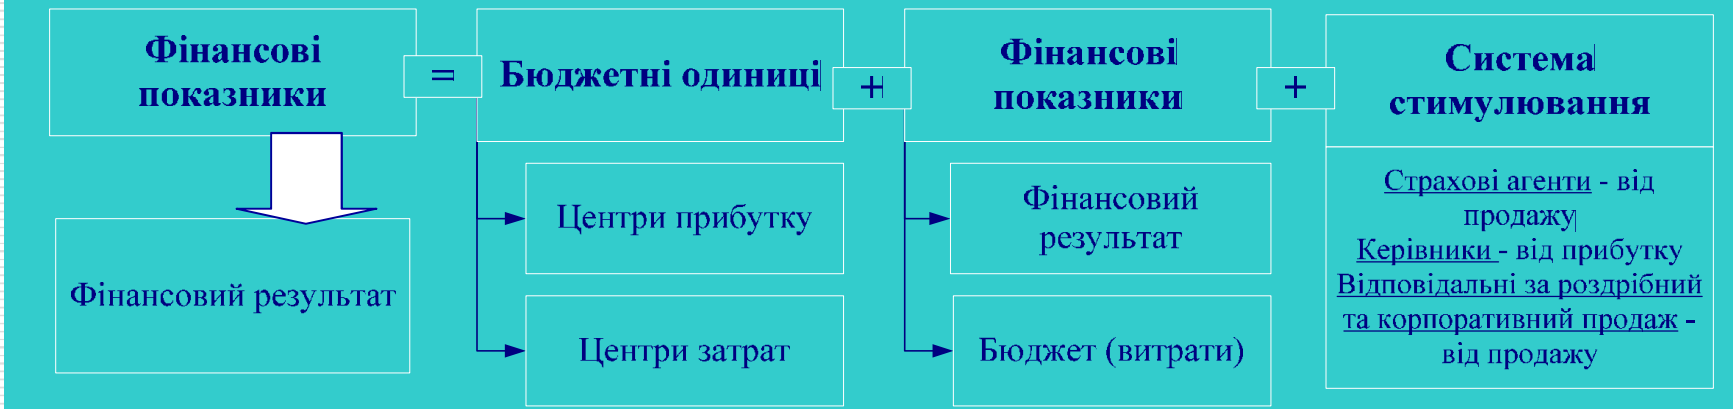 Фінансові
показники
=
Бюджетні одиниці
+
Фінансові
показники
+
Система
стимулювання
Фінансовий результат
Центри прибутку
Центри затрат
Фінансовий
результат
Бюджет (витрати)
Страхові агенти - від
продажу
Керівники - від прибутку
Відповідальні за роздрібний
та корпоративний продаж -
від продажу